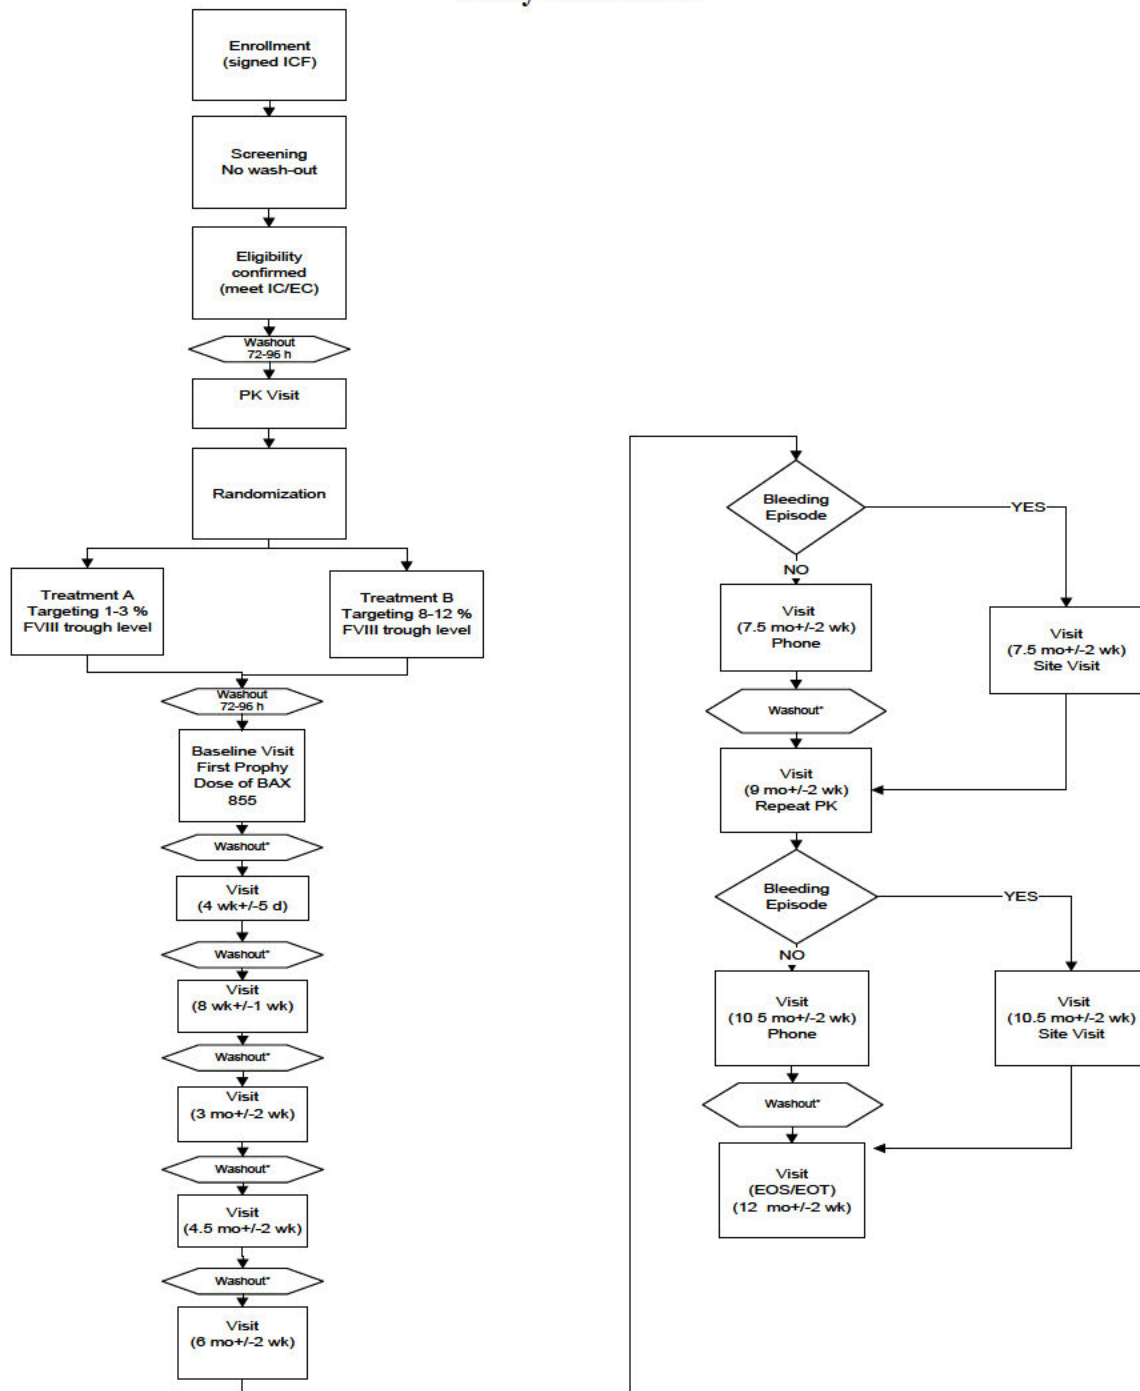 Enrollment
(signed ICF)
Screening
No wash-out
Eligibility
confirmed
(meet IC/EC)
Washout
72-96 h
PK Visit
Randomization
Treatment A
Targeting 1-3 %
FVIII trough level
Treatment B
Targeting 8-12 %
FVIII trough level
Washout
72-96 h
Baseline Visit
First Prophy
Dose of BAX
855
Washout*
Visit
(4 wk+/-5 d)
Washout*
Visit
(8 wk+/-1 wk)
Washout*
Visit
(3 mo+/-2 wk)
Washout*
Visit
(4.5 mo+/-2 wk)
Washout*
Visit
(6 mo+/-2 wk)
Bleeding
Episode
YES
NO
Visit
(7.5 mo+/-2 wk)
Phone
Visit
(7.5 mo+/-2 wk)
Site Visit
Washout*
Visit
(9 mo+/-2 wk)
Repeat PK
Bleeding
Episode
YES
NO
Visit
(10 5 mo+/-2 wk)
Phone
Visit
(10.5 mo+/-2 wk)
Site Visit
Washout*
Visit
(EOS/EOT)
(12 mo+/-2 wk)